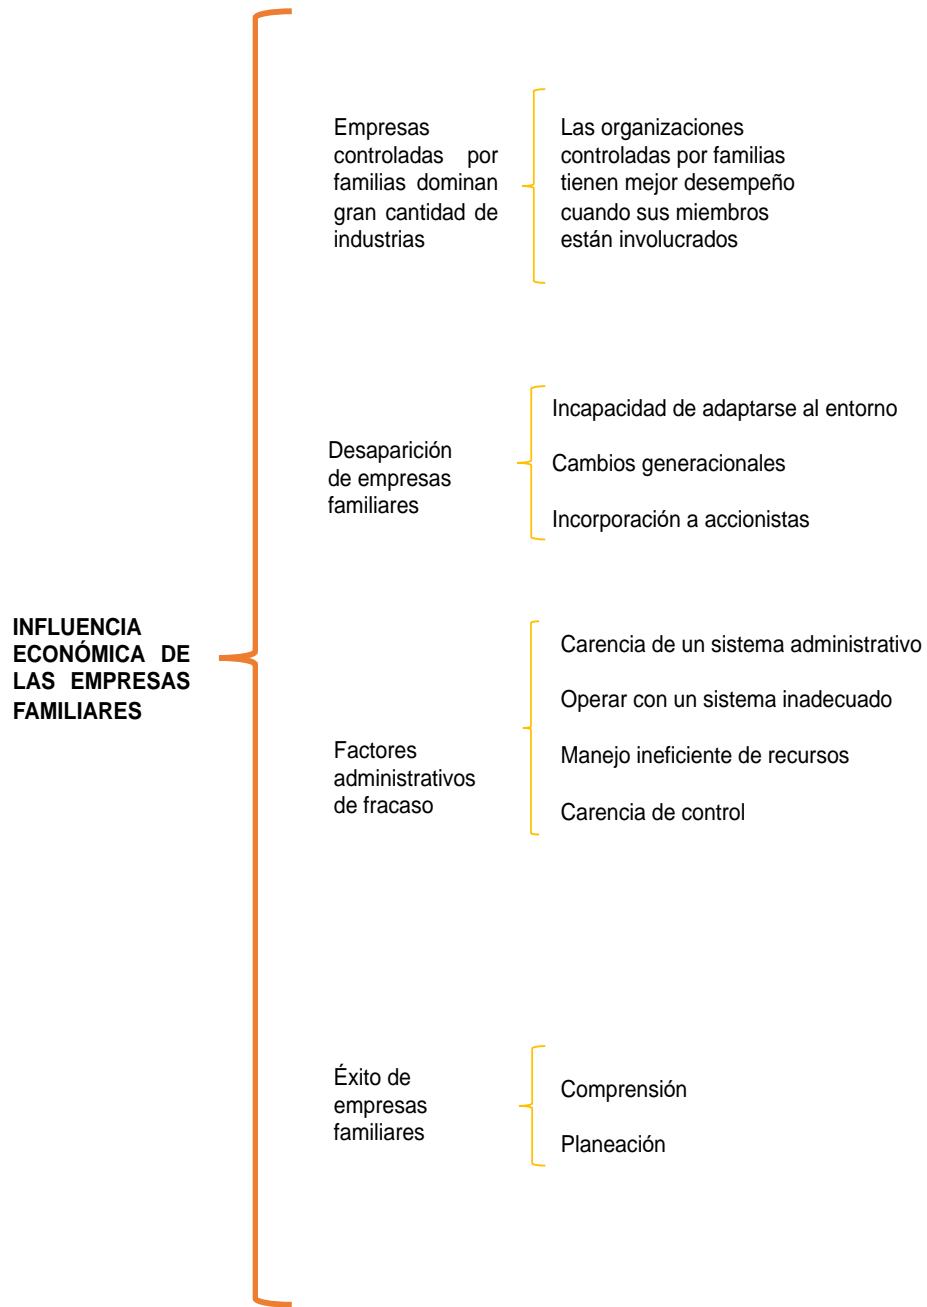 Empresas
controladas por
familias dominan
gran cantidad de
industrias
Las organizaciones
controladas por familias
tienen mejor desempeño
cuando sus miembros
están involucrados
Desaparición
de empresas
familiares
Incapacidad de adaptarse al entorno
Cambios generacionales
Incorporación a accionistas
INFLUENCIA
ECONÓMICA DE
LAS EMPRESAS
FAMILIARES
Factores
administrativos
de fracaso
Carencia de un sistema administrativo
Operar con un sistema inadecuado
Manejo ineficiente de recursos
Carencia de control
Éxito de
empresas
familiares
Comprensión
Planeación